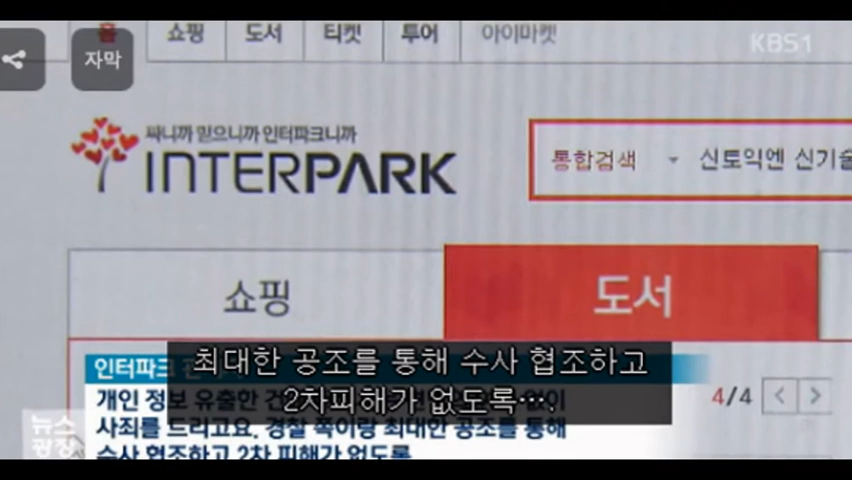 홈 쇼핑 도서 티켓 투어 아이마켓
KBS1
자막
싸니까 믿으니까 인터파크니까
INTERPARK
통합검색 신토익엔 신기술
쇼핑 도서
최대한 공조를 통해 수사 협조하고
2차피해가 없도록….
인터파크
4/4
개인 정보 유출한 건 없이
사죄를 드리고요, 경찰 쪽이랑 최대한 공조를 통해
수사 협조하고 2차 피해가 없도록
뉴스
광장